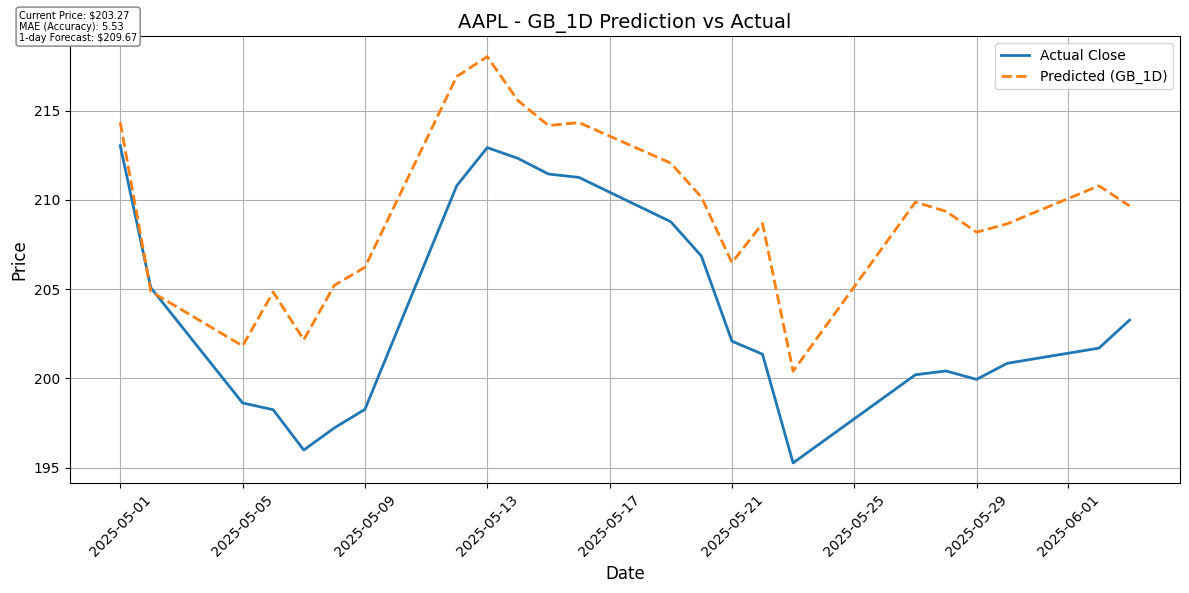 Current Price: $203.27
MAE (Accuracy): 5.53
1-day Forecast: $209.67
AAPL - GB_1D Prediction vs Actual
Actual Close
Predicted (GB_1D)
Price
215
210
205
200
195
2025-05-01
2025-05-05
2025-05-09
2025-05-13
2025-05-17
2025-05-21
2025-05-25
2025-05-29
2025-06-01
Date